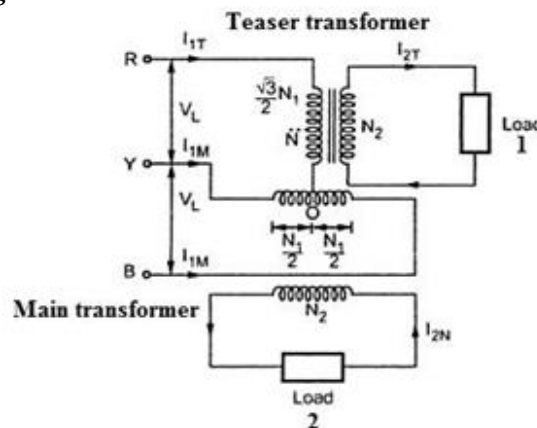 Teaser transformer
R
I1T
I2T
√3/2 N1
VL
N
N2
Load
1
Y
I1M
VL
O
N1/2 N1/2
B
I1M
Main transformer
N2
I2N
Load
2